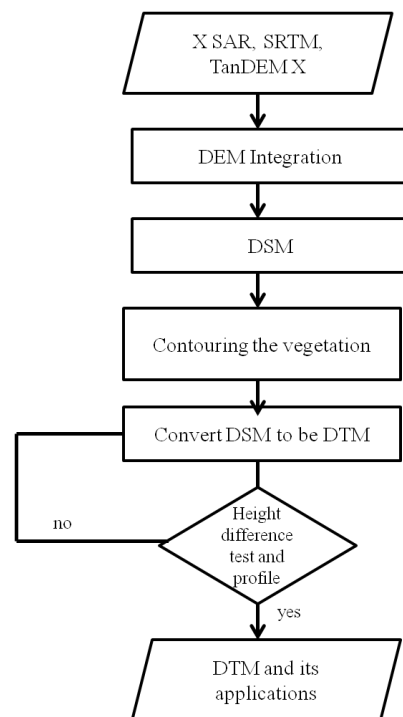 X SAR, SRTM,
TanDEM X
DEM Integration
DSM
Contouring the vegetation
Convert DSM to be DTM
no
Height
difference
test and
profile
yes
DTM and its
applications